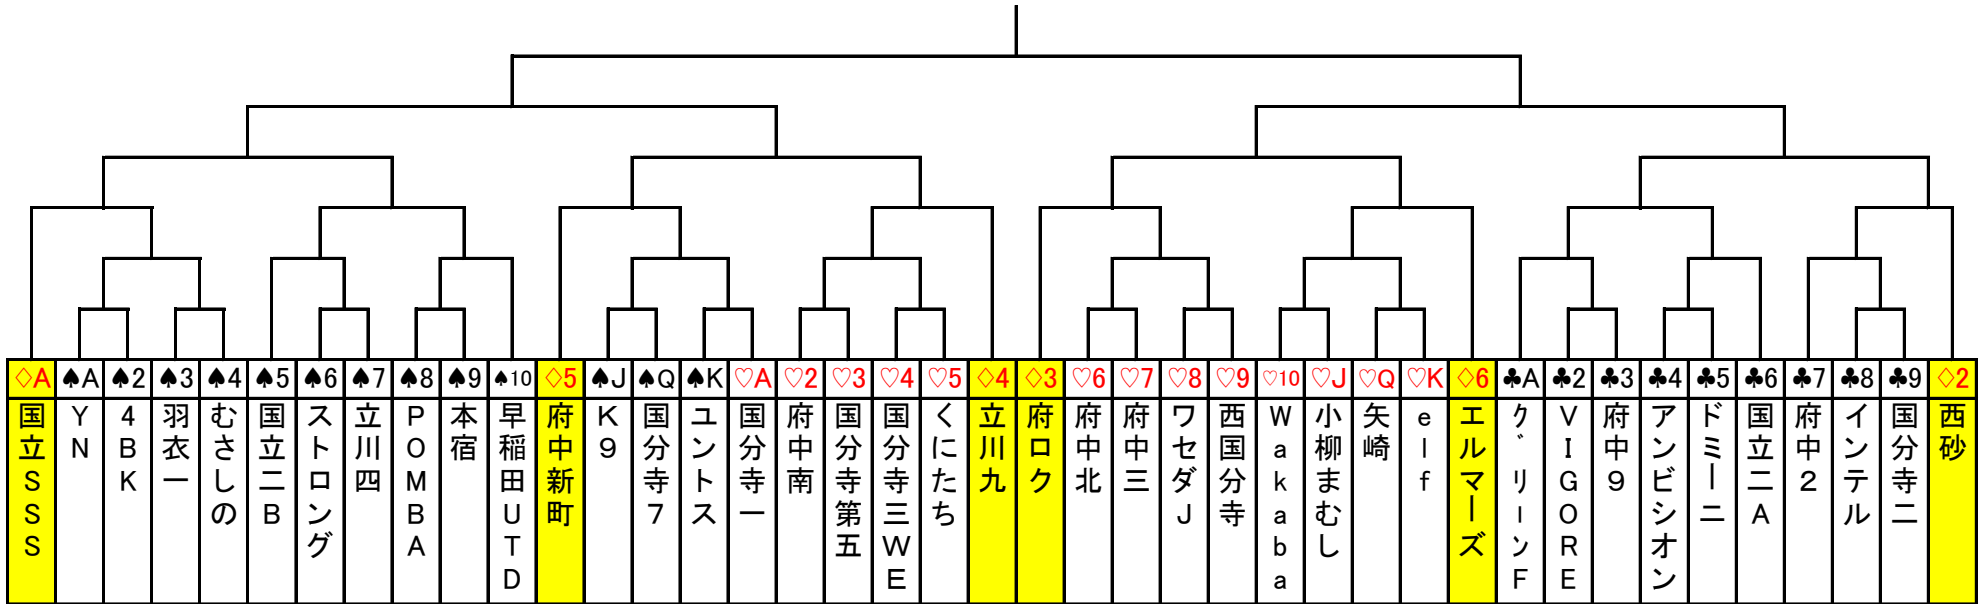 ♢A ♠A ♠2 ♠3 ♠4 ♠5 ♠6 ♠7 ♠8 ♠9 ♠10 ♢5 ♠J ♠Q ♠K ♡A ♡2 ♡3 ♡4 ♡5 ♢4 ♢3 ♡6 ♡7 ♡8 ♡9 ♡10 ♡J ♡Q ♡K ♢6 ♣A ♣2 ♣3 ♣4 ♣5 ♣6 ♣7 ♣8 ♣9 ♢2
国立SSS
YN
4BK
羽衣一
むさしの
国立二B
ストロング
立川四
POMBA
本宿
早稲田UTD
府中新町
K9
国分寺7
ユントス
国分寺一
府中南
国分寺第五
国分寺三WE
くにたち
立川九
府ロク
府中北
府中三
ワセダJ
西国分寺
Wakaba
小柳まむし
矢崎
elf
エルマーズ
グリーンF
VIGORE
府中9
アンビシオン
ドミーニ
国立二A
府中2
インテル
国分寺二
西砂